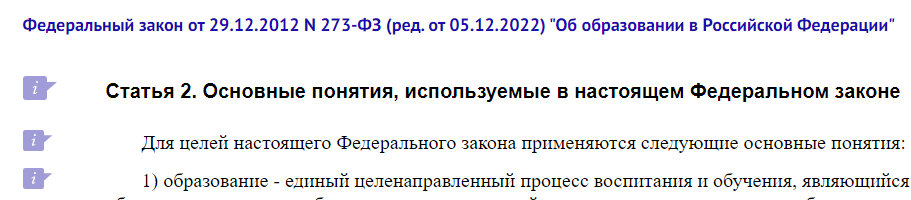 Федеральный закон от 29.12.2012 N 273-ФЗ (ред. от 05.12.2022) "Об образовании в Российской Федерации"
Статья 2. Основные понятия, используемые в настоящем Федеральном законе
Для целей настоящего Федерального закона применяются следующие основные понятия:
1) образование - единый целенаправленный процесс воспитания и обучения, являющийся